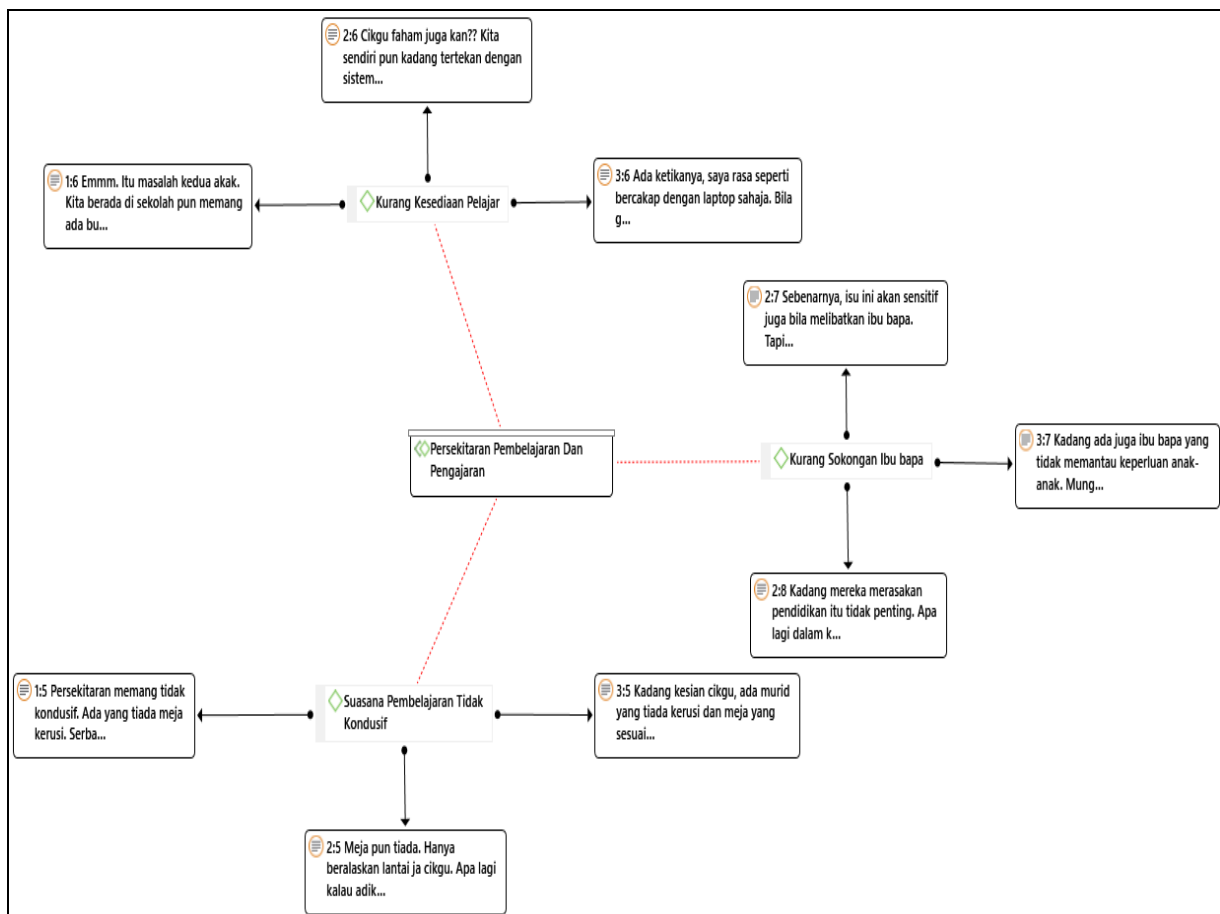 2:6 Cikgu faham juga kan?? Kita
sendiri pun kadang tertekan dengan
sistem...
1:6 Emmm. Itu masalah kedua akak.
Kita berada di sekolah pun memang
ada bu...
Kurang Kesediaan Pelajar
3:6 Ada ketikanya, saya rasa seperti
bercakap dengan laptop sahaja. Bila
g...
2:7 Sebenarnya, isu ini akan sensitif
juga bila melibatkan ibu bapa.
Tapi...
Persekitaran Pembelajaran Dan
Pengajaran
Kurang Sokongan Ibu bapa
3:7 Kadang ada juga ibu bapa yang
tidak memantau keperluan anak-
anak. Mung...
2:8 Kadang mereka merasakan
pendidikan itu tidak penting. Apa
lagi dalam k...
1:5 Persekitaran memang tidak
kondusif. Ada yang tiada meja
kerusi. Serba...
Suasana Pembelajaran Tidak
Kondusif
3:5 Kadang kesian cikgu, ada murid
yang tiada kerusi dan meja yang
sesuai...
2:5 Meja pun tiada. Hanya
beralaskan lantai ja cikgu. Apa lagi
kalau adik...